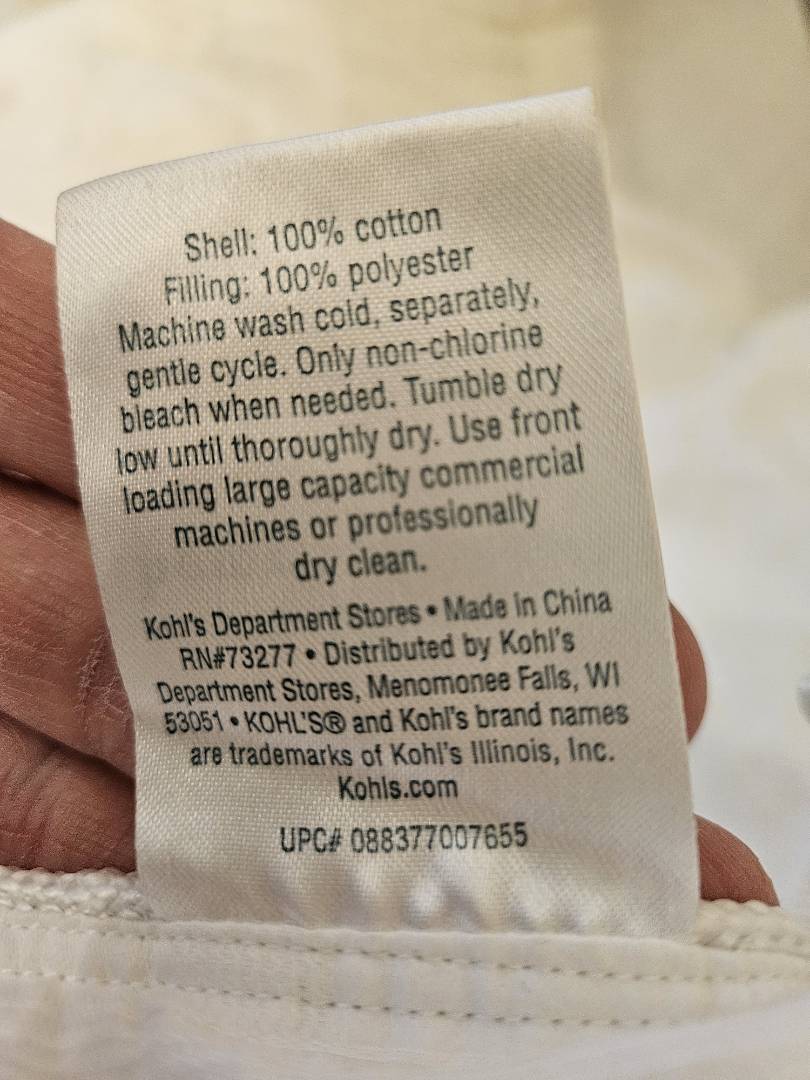 Shell: 100% cotton
Filling: 100% polyester
Machine wash cold, separately,
gentle cycle. Only non-chlorine
bleach when needed. Tumble dry
low until thoroughly dry. Use front
loading large capacity commercial
machines or professionally
dry clean.
Kohl's Department Stores • Made in China
RN#73277 • Distributed by Kohl's
Department Stores, Menomonee Falls, WI
53051 • KOHL'S® and Kohl's brand names
are trademarks of Kohl's Illinois, Inc.
Kohls.com
UPC# 088377007655